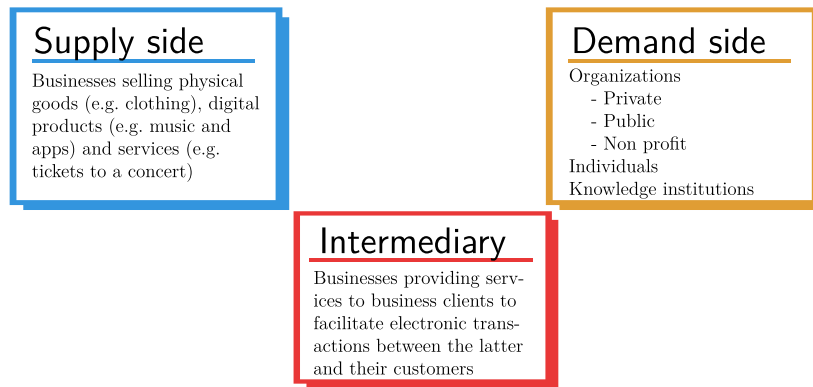 Supply side
Businesses selling physical
goods (e.g. clothing), digital
products (e.g. music and
apps) and services (e.g.
tickets to a concert)
Demand side
Organizations
- Private
- Public
- Non profit
Individuals
Knowledge institutions
Intermediary
Businesses providing serv-
ices to business clients to
facilitate electronic trans-
actions between the latter
and their customers